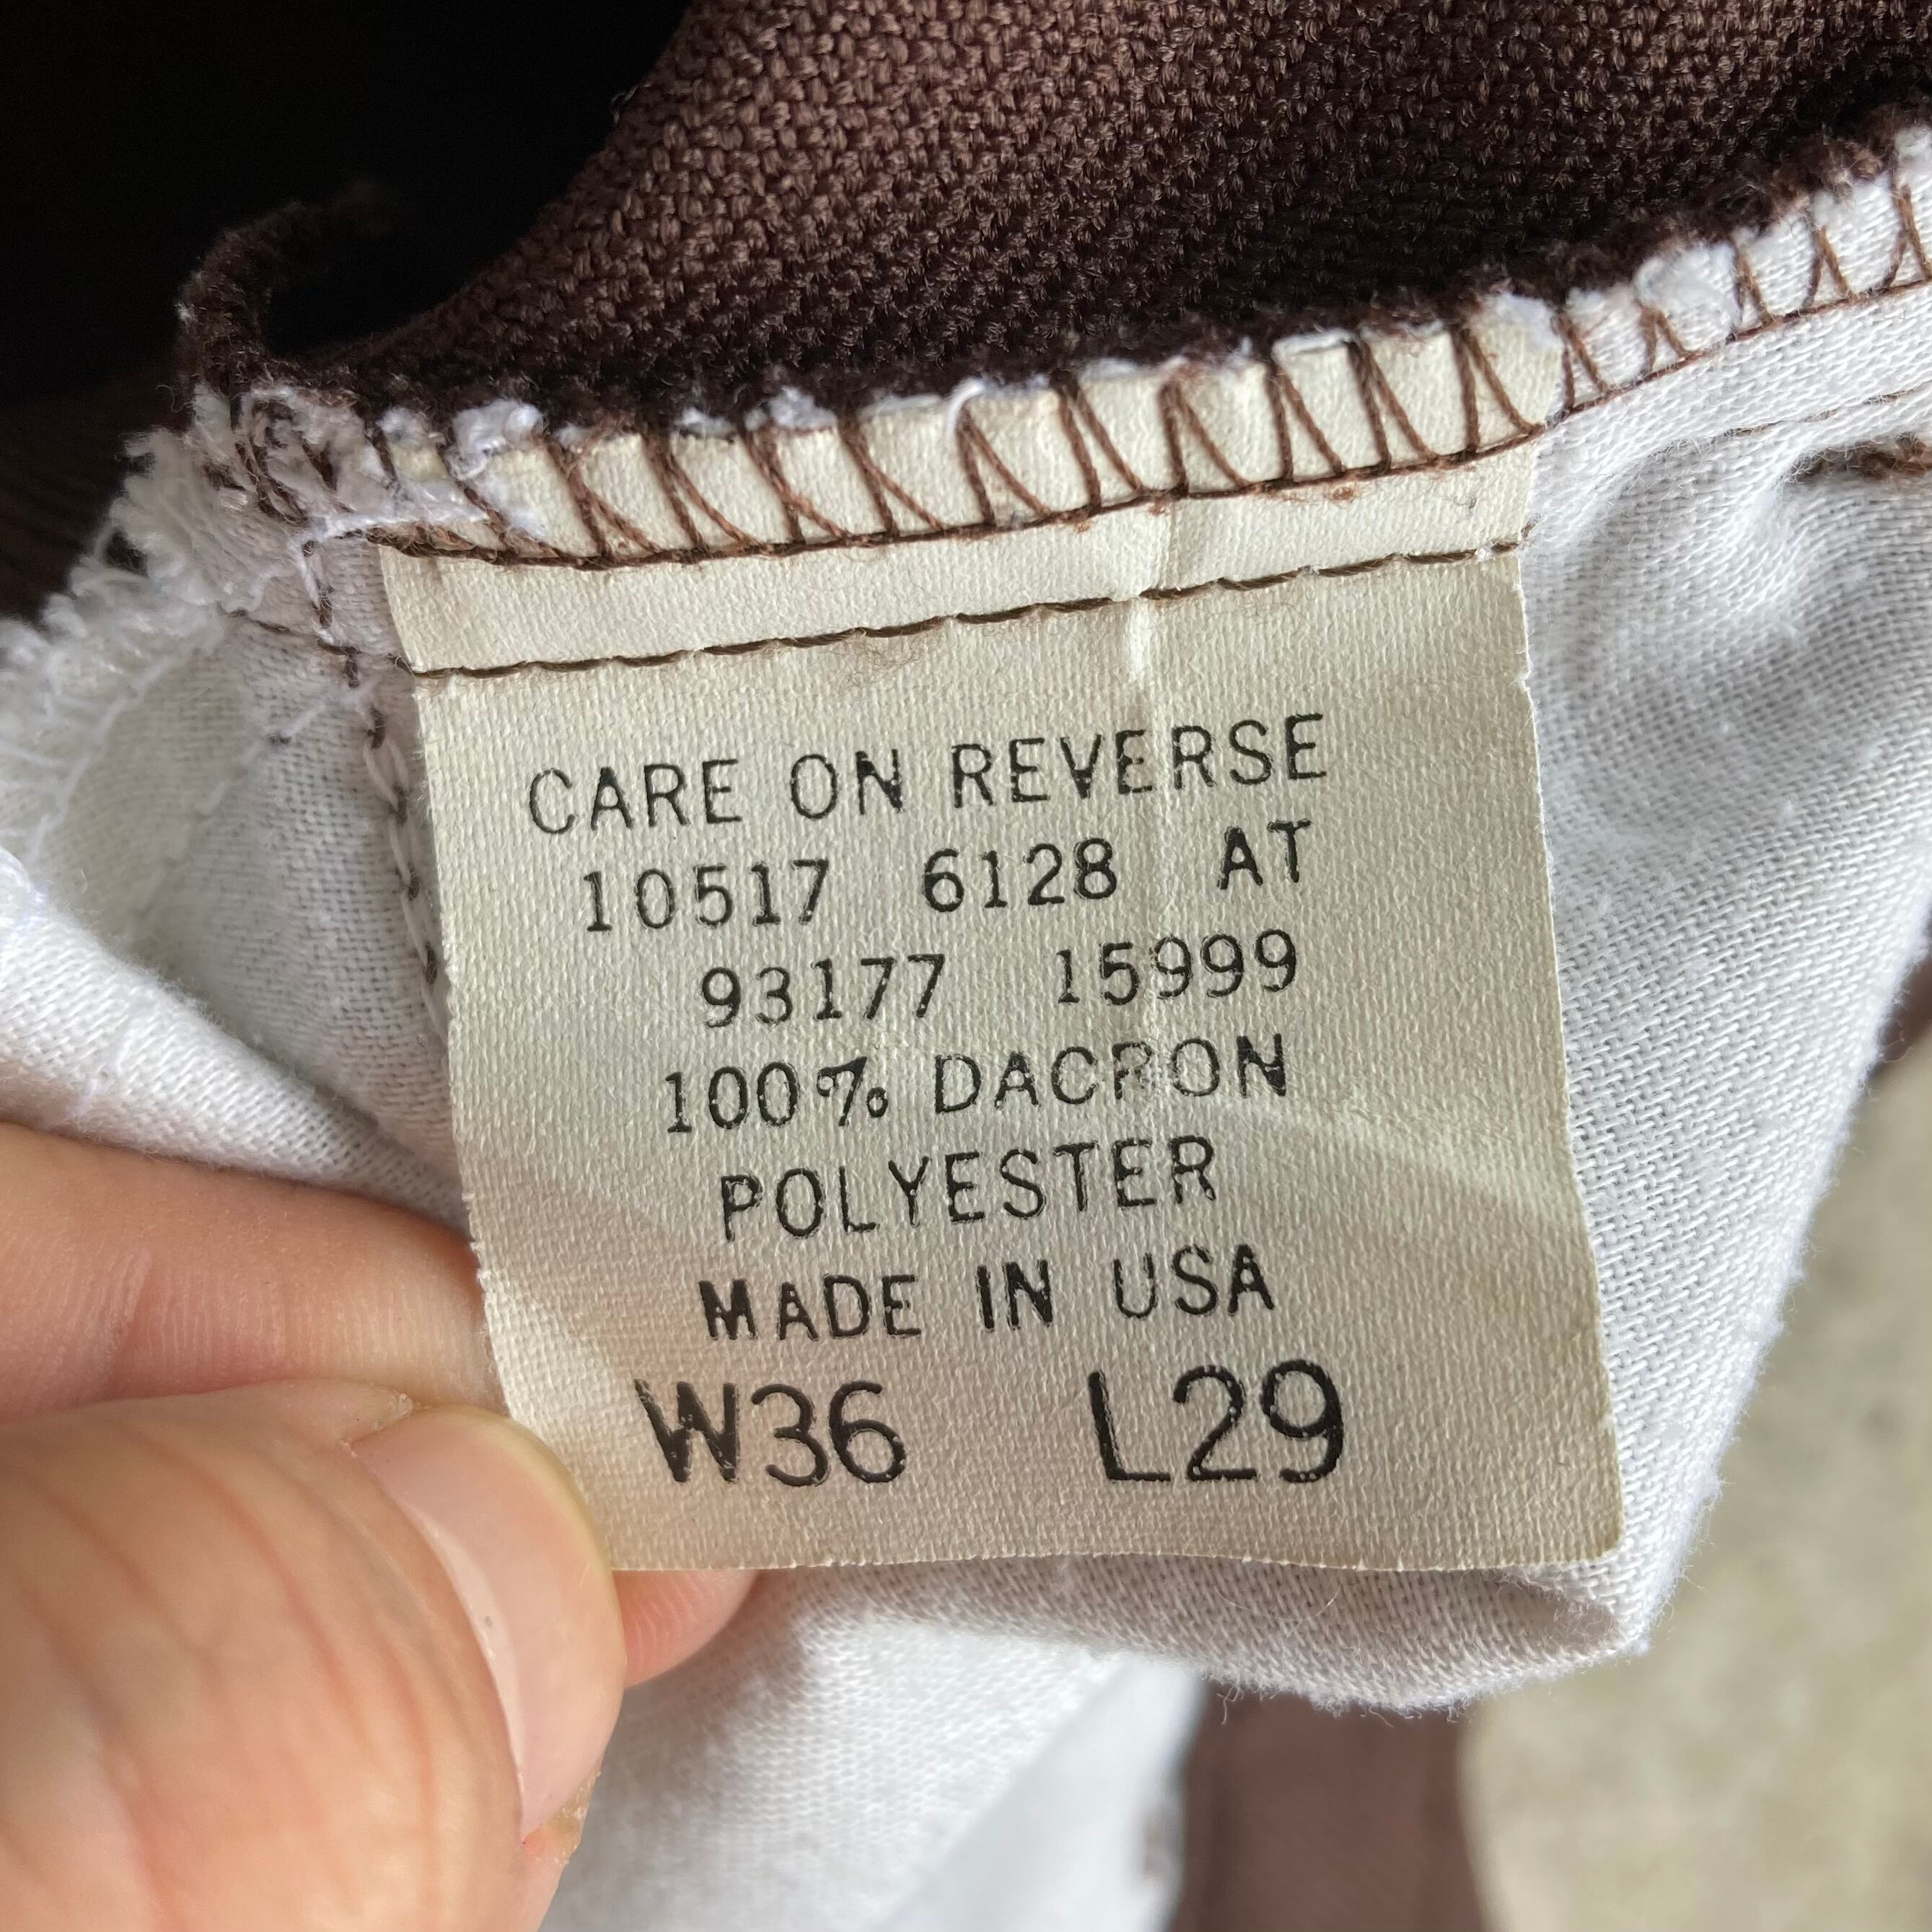 CARE ON REVERSE
10517 6128 AT
93177 15999
100% DACRON
POLYESTER
MADE IN USA
W36 L29